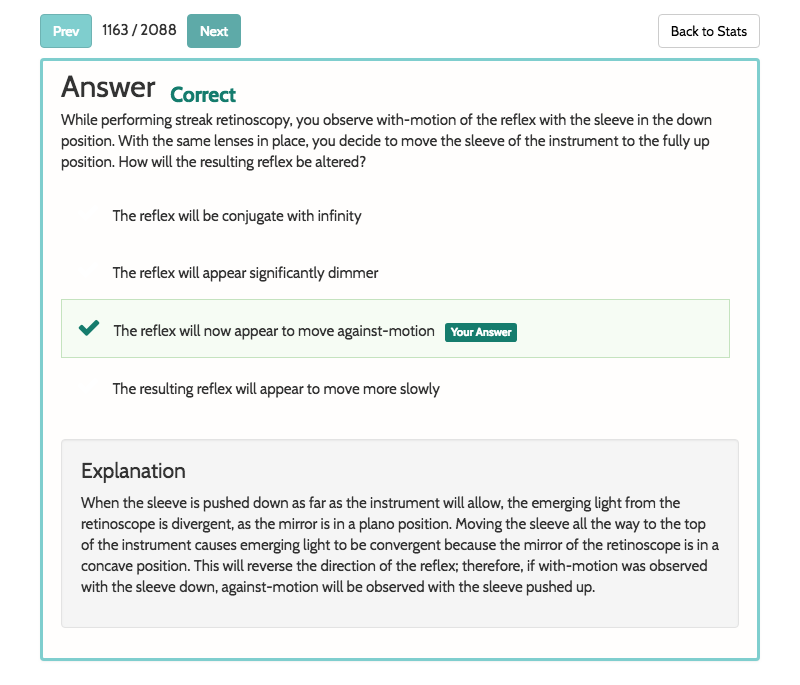 Prev 1163 / 2088 Next Back to Stats
Answer Correct
While performing streak retinoscopy, you observe with-motion of the reflex with the sleeve in the down
position. With the same lenses in place, you decide to move the sleeve of the instrument to the fully up
position. How will the resulting reflex be altered?
The reflex will be conjugate with infinity
The reflex will appear significantly dimmer
The reflex will now appear to move against-motion Your Answer
The resulting reflex will appear to move more slowly
Explanation
When the sleeve is pushed down as far as the instrument will allow, the emerging light from the
retinoscope is divergent, as the mirror is in a plano position. Moving the sleeve all the way to the top
of the instrument causes emerging light to be convergent because the mirror of the retinoscope is in a
concave position. This will reverse the direction of the reflex; therefore, if with-motion was observed
with the sleeve down, against-motion will be observed with the sleeve pushed up.